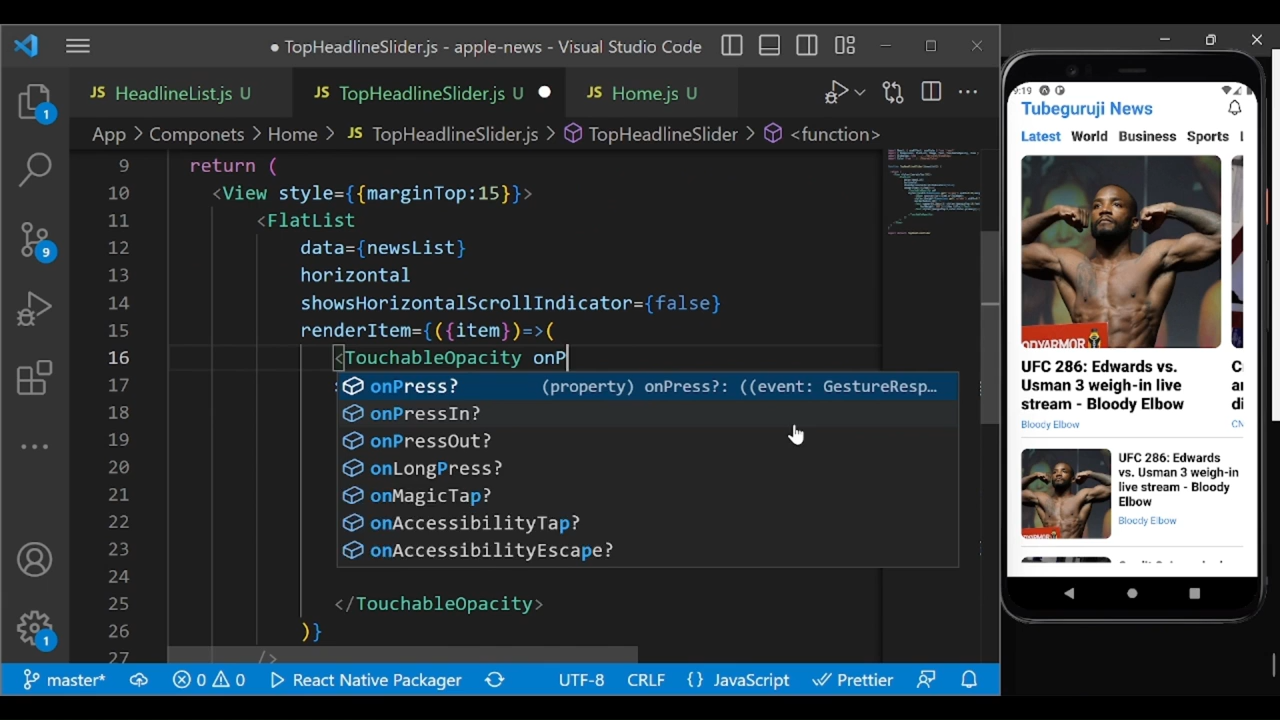 ● TopHeadlineSlider.js - apple-news - Visual Studio Code
JS HeadlineList.js U
JS TopHeadlineSlider.js U ●
JS Home.js U
App > Componets > Home > JS TopHeadlineSlider.js > TopHeadlineSlider > <function>
1
9
1
9 return (
10 <View style={{marginTop:15}}>
11 <FlatList
12 data={newsList}
13 horizontal
14 showsHorizontalScrollIndicator={false}
15 renderItem={({item})=>(
16 <TouchableOpacity onP
17
18
19
20
21
22
23
24
25 </TouchableOpacity>
26 )}
27 />
onPress? (property) onPress?: ((event: GestureResp…
onPressIn?
onPressOut?
onLongPress?
onMagicTap?
onAccessibilityTap?
onAccessibilityEscape?
master* 0 0 React Native Packager UTF-8 CRLF {} JavaScript Prettier
9:19
Tubeguruji News
Latest World Business Sports
ODYARMOR
UFC 286: Edwards vs.
Usman 3 weigh-in live
stream - Bloody Elbow
Bloody Elbow
UFC 286: Edwards
vs. Usman 3 weigh-in
live stream - Bloody
Elbow
Bloody Elbow